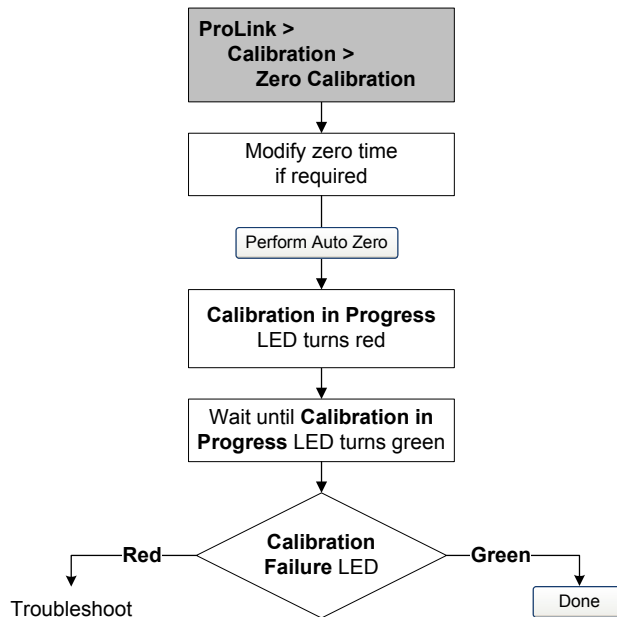 ProLink >
Calibration >
Zero Calibration
Modify zero time
if required
Perform Auto Zero
Calibration in Progress
LED turns red
Wait until Calibration in
Progress LED turns green
Calibration
Failure LED
Red
Green
Troubleshoot
Done